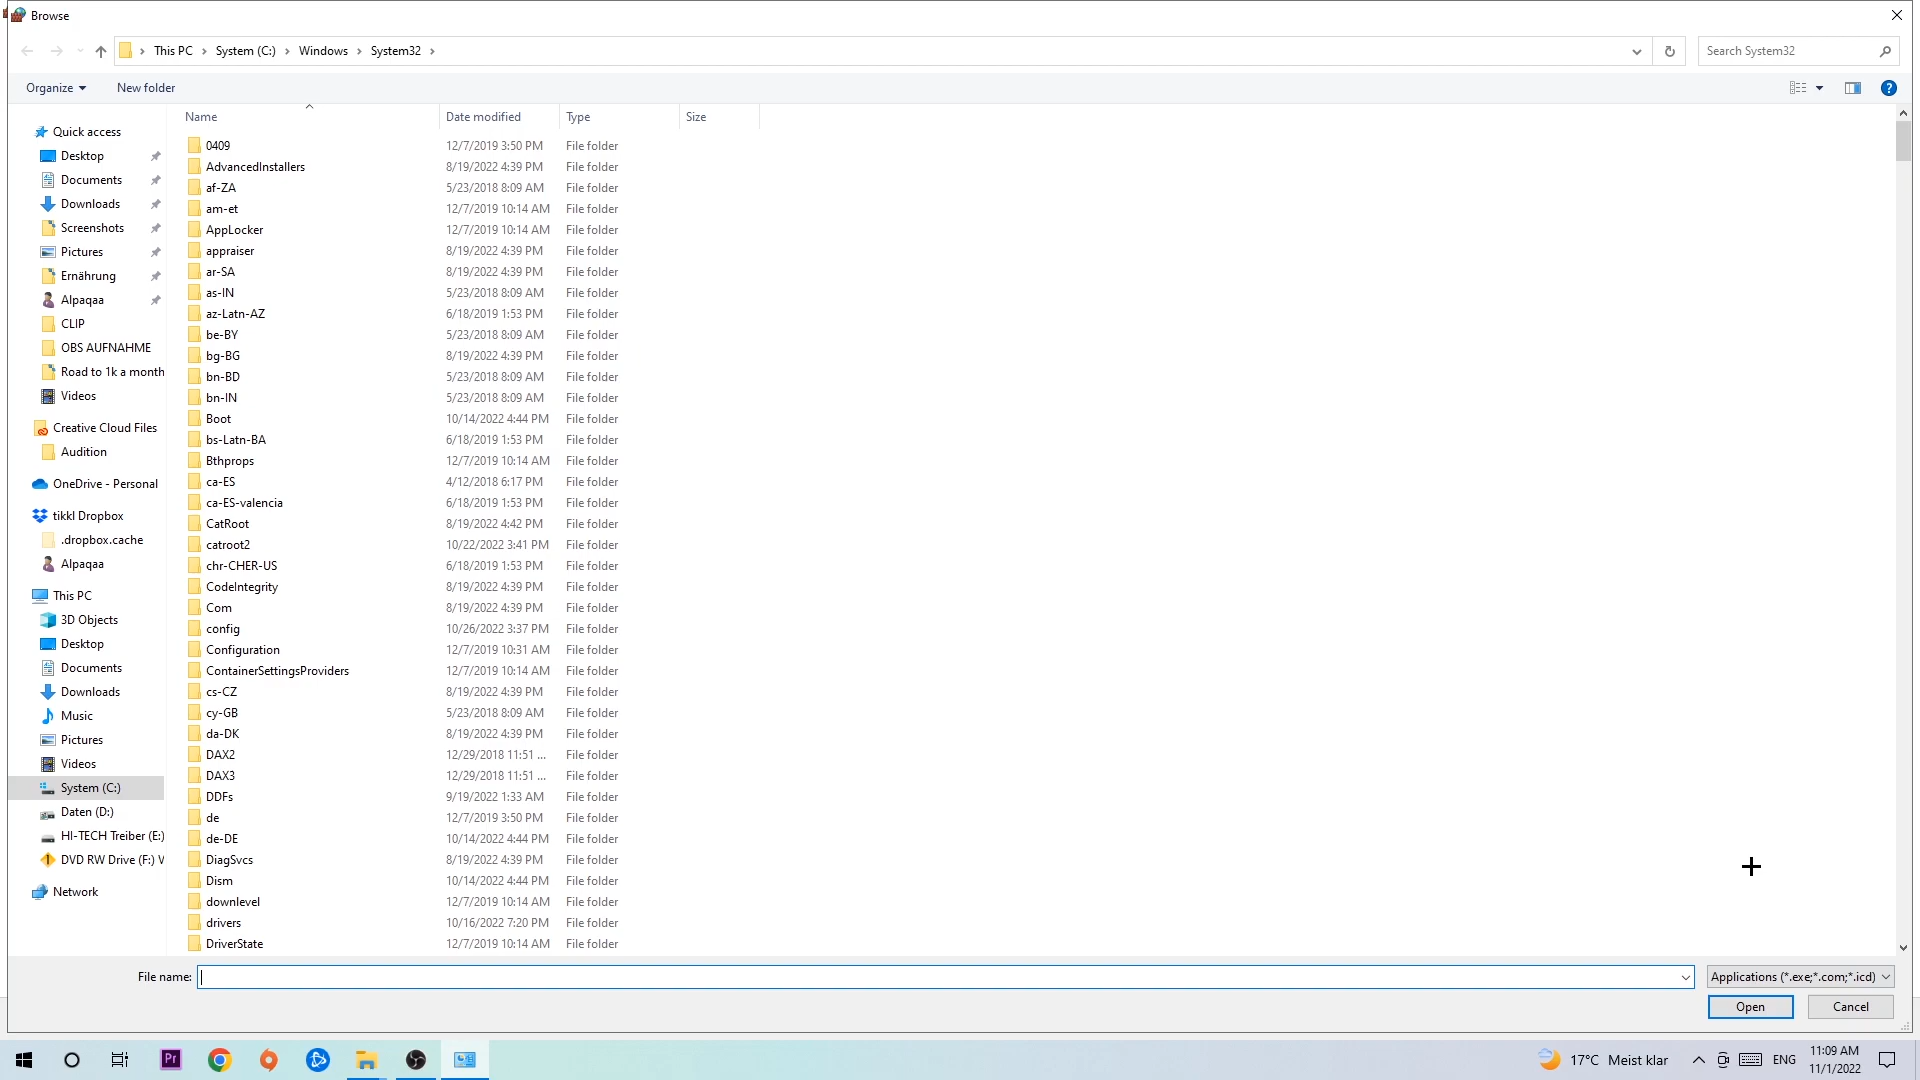 Browse
This PC
System (C:)
Windows
System32
Search System32
Organize
New folder
?
Name
Date modified
Type
Size
Quick access
Desktop
Documents
Downloads
Screenshots
Pictures
Ernährung
Alpaqaa
CLIP
OBS AUFNAHME
Road to 1k a month
Videos
Creative Cloud Files
Audition
OneDrive - Personal
tikkl Dropbox
.dropbox.cache
Alpaqaa
This PC
3D Objects
Desktop
Documents
Downloads
Music
Pictures
Videos
System (C:)
Daten (D:)
HI-TECH Treiber (E:)
DVD RW Drive (F:) V
Network
0409 12/7/2019 3:50 PM File folder
AdvancedInstallers 8/19/2022 4:39 PM File folder
af-ZA 5/23/2018 8:09 AM File folder
am-et 12/7/2019 10:14 AM File folder
AppLocker 12/7/2019 10:14 AM File folder
appraiser 8/19/2022 4:39 PM File folder
ar-SA 8/19/2022 4:39 PM File folder
as-IN 5/23/2018 8:09 AM File folder
az-Latn-AZ 6/18/2019 1:53 PM File folder
be-BY 5/23/2018 8:09 AM File folder
bg-BG 8/19/2022 4:39 PM File folder
bn-BD 5/23/2018 8:09 AM File folder
bn-IN 5/23/2018 8:09 AM File folder
Boot 10/14/2022 4:44 PM File folder
bs-Latn-BA 6/18/2019 1:53 PM File folder
Bthprops 12/7/2019 10:14 AM File folder
ca-ES 4/12/2018 6:17 PM File folder
ca-ES-valencia 6/18/2019 1:53 PM File folder
CatRoot 8/19/2022 4:42 PM File folder
catroot2 10/22/2022 3:41 PM File folder
chr-CHER-US 6/18/2019 1:53 PM File folder
CodeIntegrity 8/19/2022 4:39 PM File folder
Com 8/19/2022 4:39 PM File folder
config 10/26/2022 3:37 PM File folder
Configuration 12/7/2019 10:31 AM File folder
ContainerSettingsProviders 12/7/2019 10:14 AM File folder
cs-CZ 8/19/2022 4:39 PM File folder
cy-GB 5/23/2018 8:09 AM File folder
da-DK 8/19/2022 4:39 PM File folder
DAX2 12/29/2018 11:51 ... File folder
DAX3 12/29/2018 11:51 ... File folder
DDFs 9/19/2022 1:33 AM File folder
de 12/7/2019 3:50 PM File folder
de-DE 10/14/2022 4:44 PM File folder
DiagSvcs 8/19/2022 4:39 PM File folder
Dism 10/14/2022 4:44 PM File folder
downlevel 12/7/2019 10:14 AM File folder
drivers 10/16/2022 7:20 PM File folder
DriverState 12/7/2019 10:14 AM File folder
File name:
Applications (*.exe;*.com;*.icd)
Open
Cancel
Pr
17°C Meist klar
ENG
11:09 AM
11/1/2022